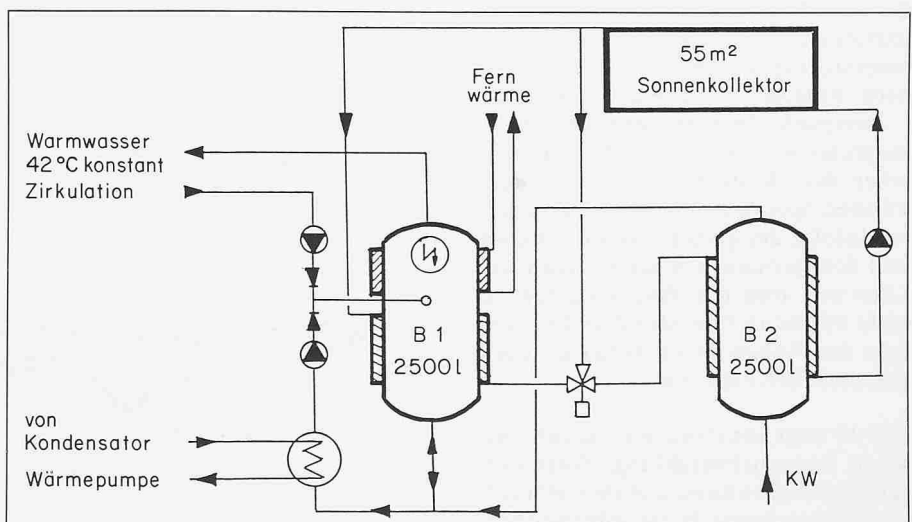 55 m²
Sonnenkollektor
Fern
wärme
Warmwasser
42 °C konstant
Zirkulation
B 1
2500 l
B 2
2500 l
von
Kondensator
Wärmepumpe
KW